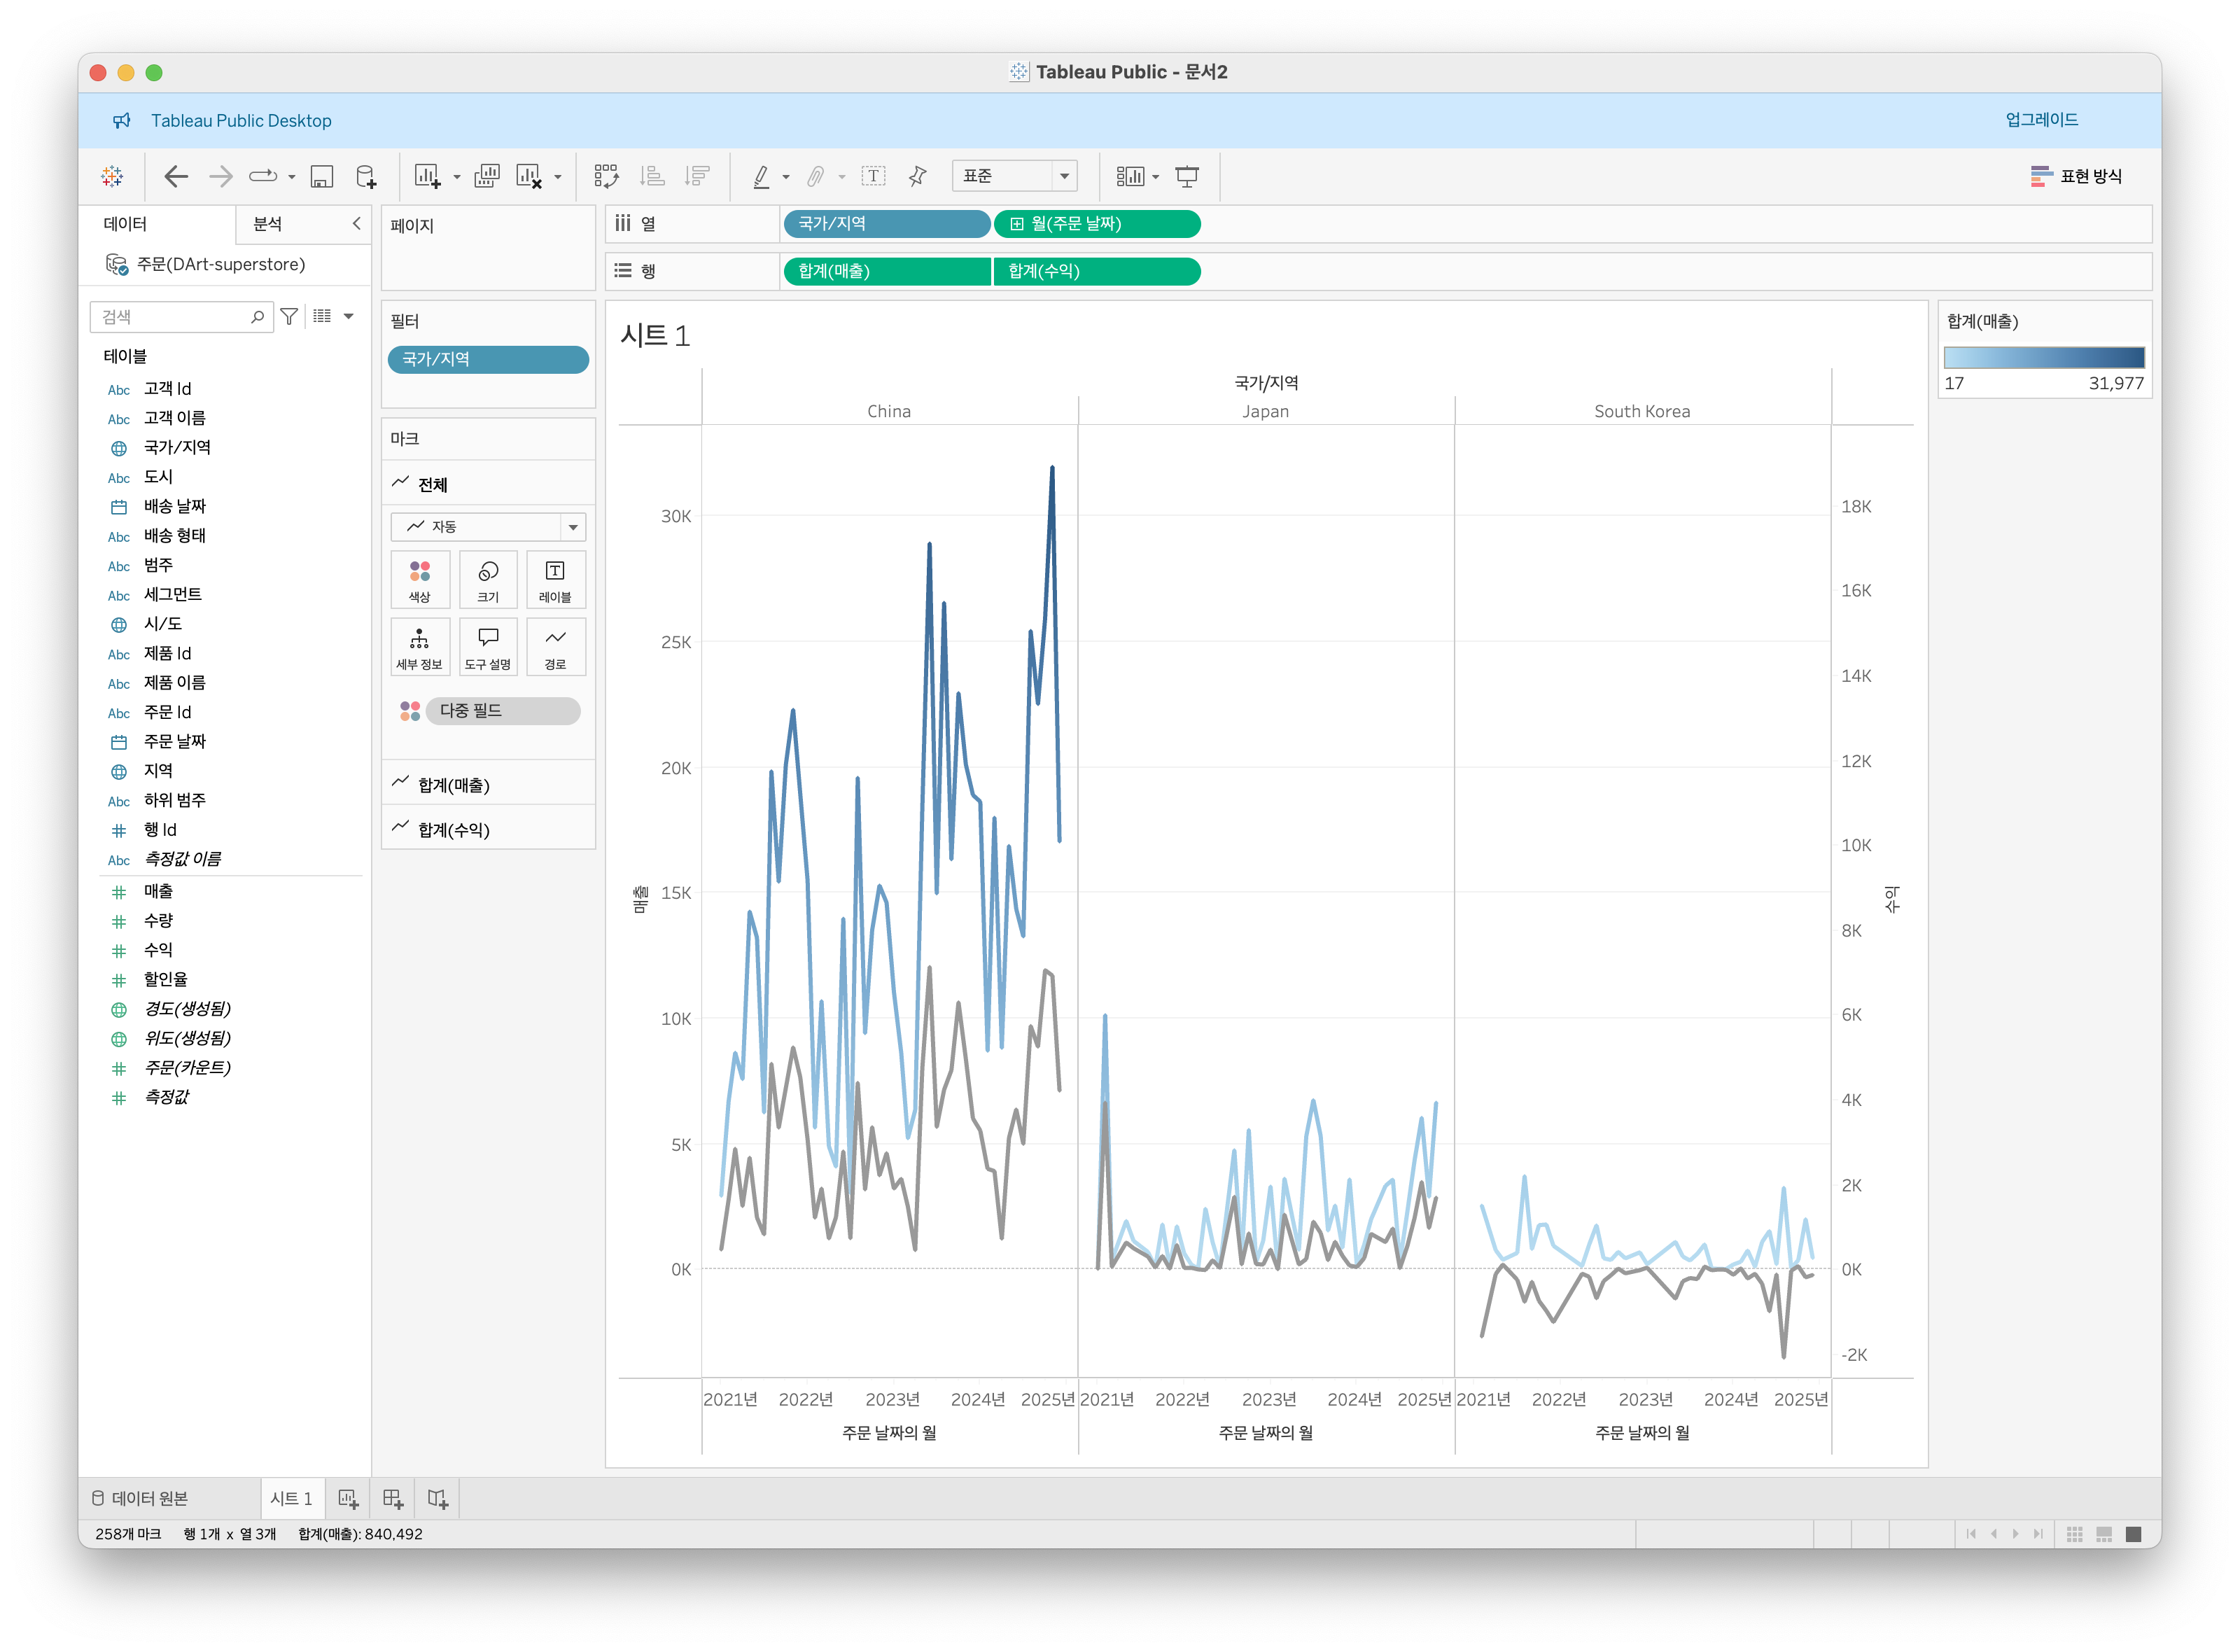 Tableau Public - 문서2
Tableau Public Desktop
업그레이드
표준
표현 방식
데이터
분석
주문(DArt-superstore)
검색
테이블
Abc 고객 Id
Abc 고객 이름
국가/지역
Abc 도시
배송 날짜
Abc 배송 형태
Abc 범주
Abc 세그먼트
시/도
Abc 제품 Id
Abc 제품 이름
Abc 주문 Id
주문 날짜
지역
Abc 하위 범주
행 Id
Abc 측정값 이름
매출
수량
수익
할인율
경도(생성됨)
위도(생성됨)
주문(카운트)
측정값
페이지
필터
국가/지역
마크
전체
자동
색상
크기
T
레이블
세부 정보
도구 설명
경로
다중 필드
합계(매출)
합계(수익)
열
국가/지역
월(주문 날짜)
행
합계(매출)
합계(수익)
시트 1
국가/지역
China
Japan
South Korea
매출
30K
25K
20K
15K
10K
5K
0K
18K
16K
14K
12K
10K
8K
6K
4K
2K
0K
-2K
수익
2021년 2022년 2023년 2024년 2025년
2021년 2022년 2023년 2024년 2025년
2021년 2022년 2023년 2024년 2025년
주문 날짜의 월
주문 날짜의 월
주문 날짜의 월
합계(매출)
17
31,977
데이터 원본
시트 1
258개 마크
행 1개 x 열 3개
합계(매출): 840,492